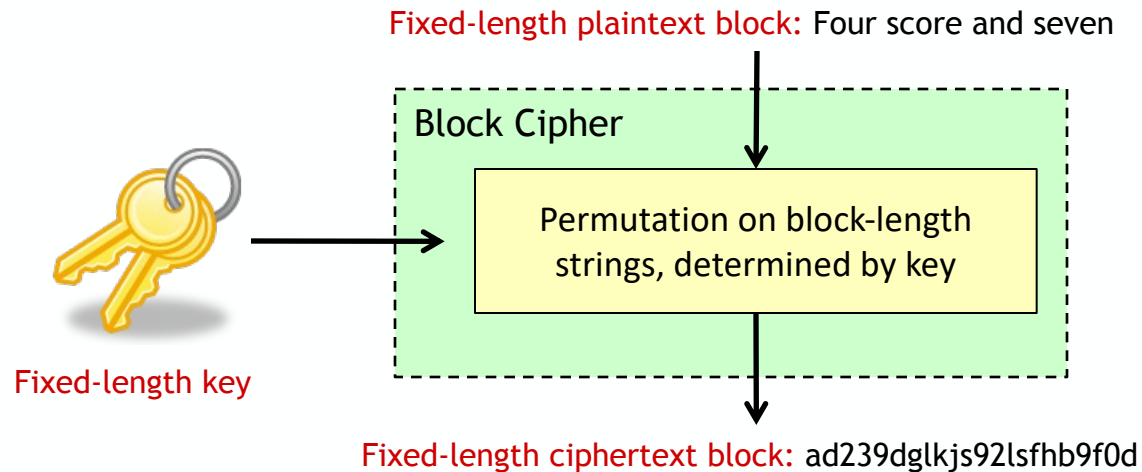 Fixed-length plaintext block: Four score and seven
Block Cipher
Permutation on block-length
strings, determined by key
Fixed-length key
Fixed-length ciphertext block: ad239dglkjs92lsfhb9f0d